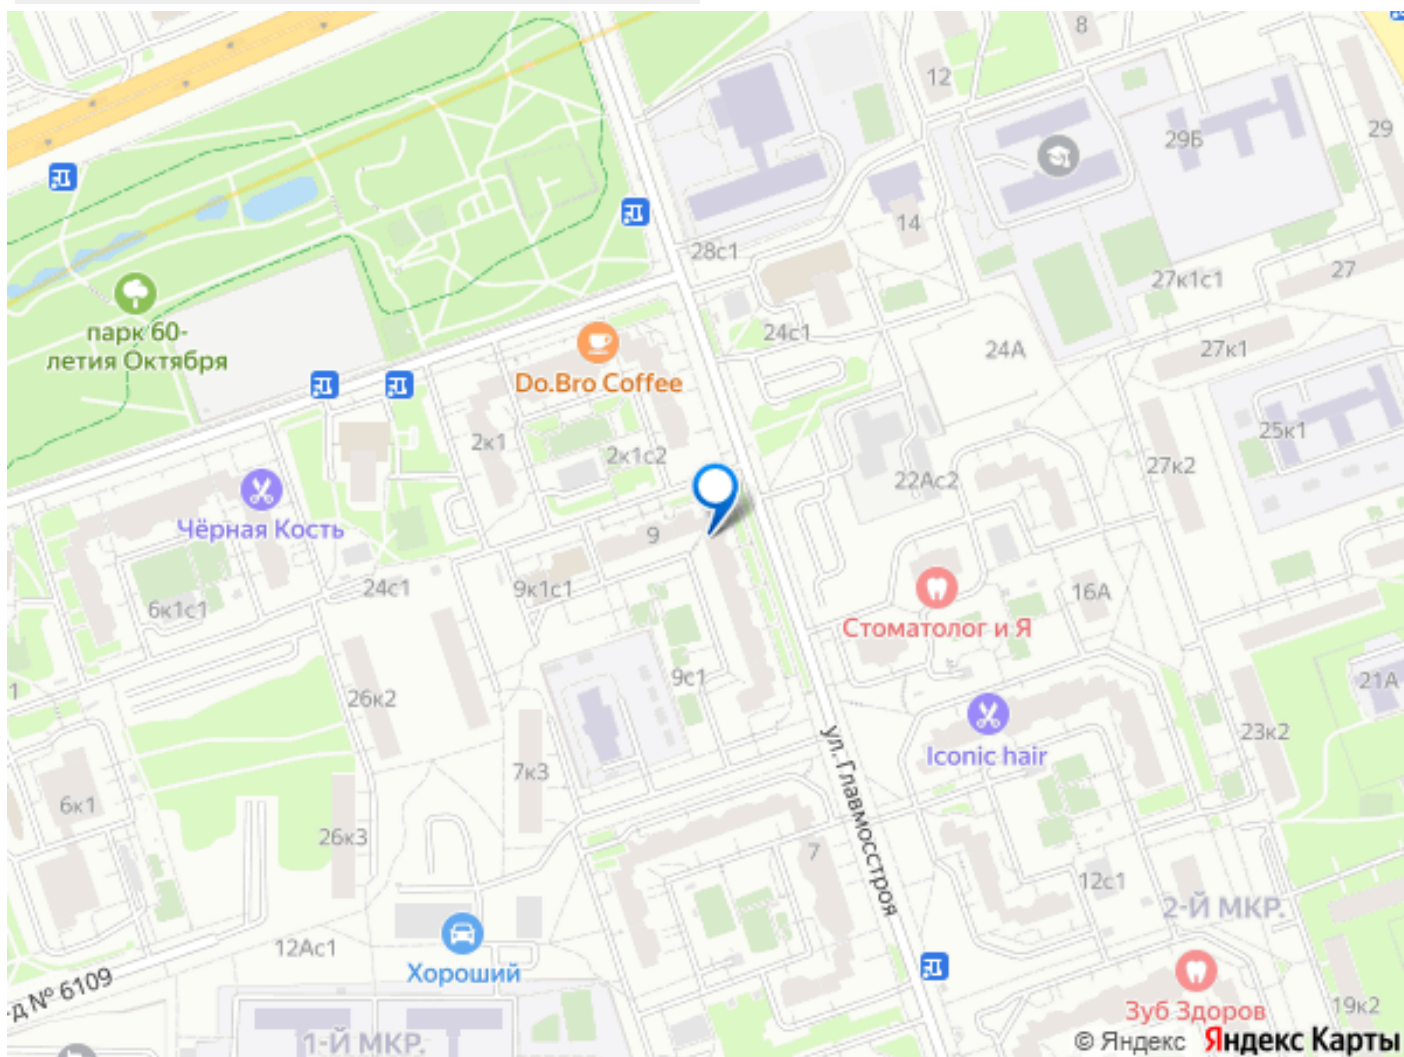 8
12
29Б
29
14
28с1
27к1с1
27
парк 60-
летия Октября
24с1
24А
27к1
Do.Bro Coffee
2к1
2к1с2
25к1
27к2
22Ас2
Чёрная Кость
9
9к1с1
24с1
6к1с1
16А
Стоматолог и Я
9с1
21А
1
26к2
23к2
Iconic hair
7к3
ул. Главмосстроя
6к1
26к3
7
12с1
2-Й МКР.
12Ас1
Хороший
-д № 6109
Зуб Здоров
19к2
1-Й МКР.
© Яндекс Яндекс Карты